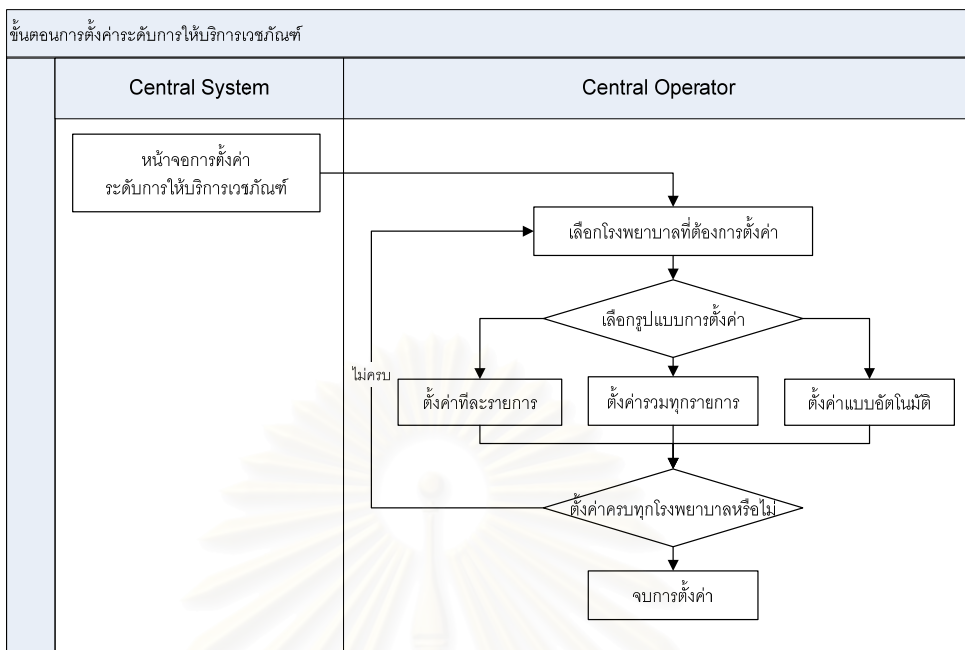 ขั้นตอนการตั้งค่าระดับการให้บริการเวชภัณฑ์
Central System
Central Operator
หน้าจอการตั้งค่า
ระดับการให้บริการเวชภัณฑ์
เลือกโรงพยาบาลที่ต้องการตั้งค่า
เลือกรูปแบบการตั้งค่า
ไม่ครบ
ตั้งค่าทีละรายการ
ตั้งค่ารวมทุกรายการ
ตั้งค่าแบบอัตโนมัติ
ตั้งค่าครบทุกโรงพยาบาลหรือไม่
จบการตั้งค่า